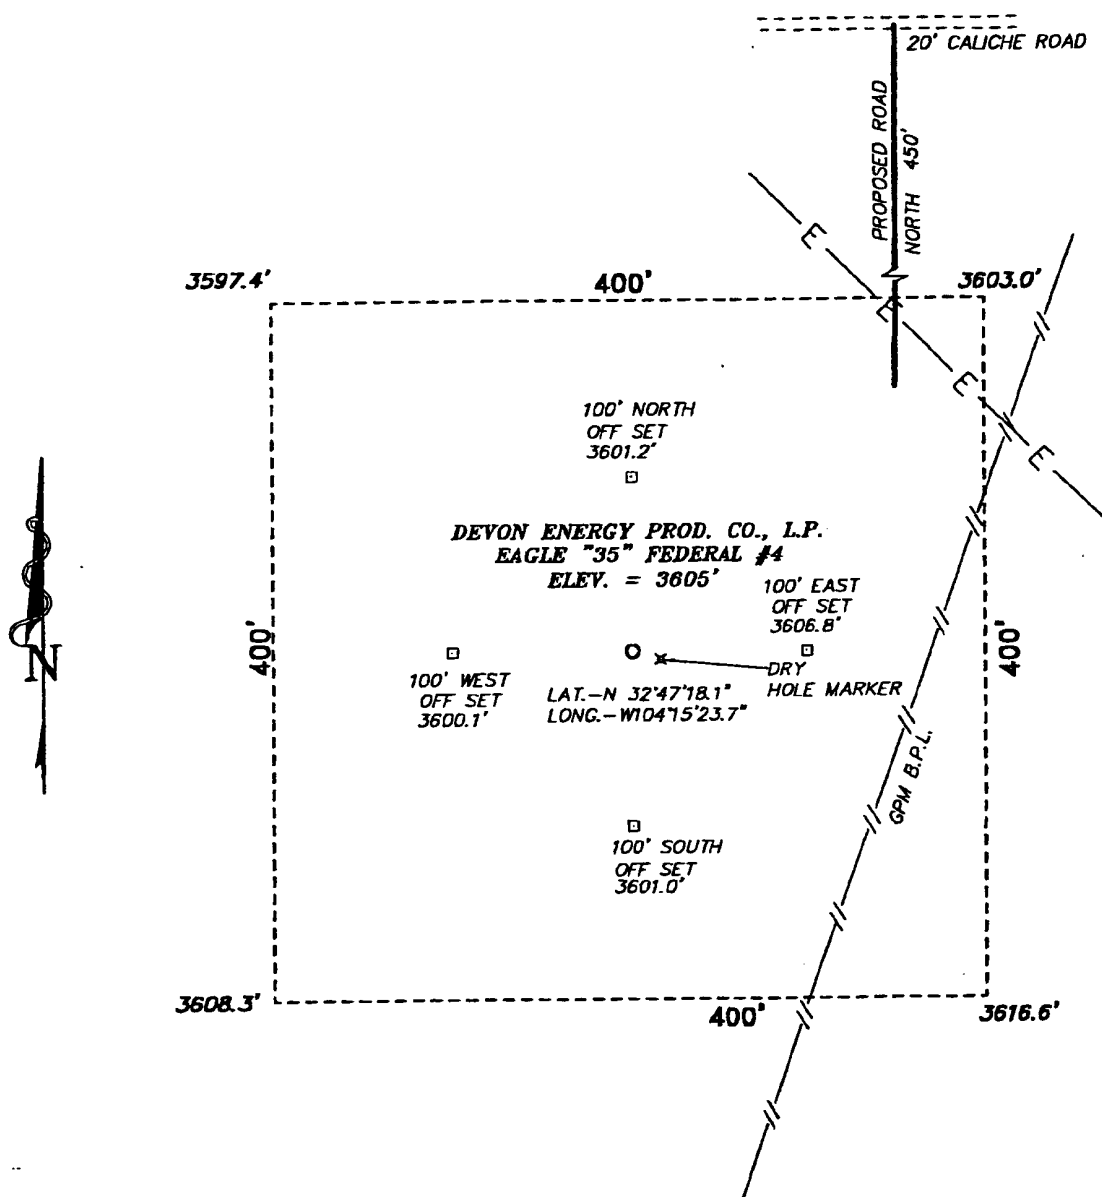 20' CALICHE ROAD
PROPOSED ROAD
NORTH 450'
E
3597.4'
400'
3603.0'
E
E
100' NORTH
OFF SET
3601.2'
E
DEVON ENERGY PROD. CO., L.P.
EAGLE "35" FEDERAL #4
ELEV. = 3605'
100' EAST
OFF SET
3606.8'
N
400'
400'
100' WEST
OFF SET
3600.1'
LAT.-N 32°47'18.1"
LONG.-W104°15'23.7"
DRY
HOLE MARKER
GPM B.P.L.
100' SOUTH
OFF SET
3601.0'
3608.3'
400'
3616.6'